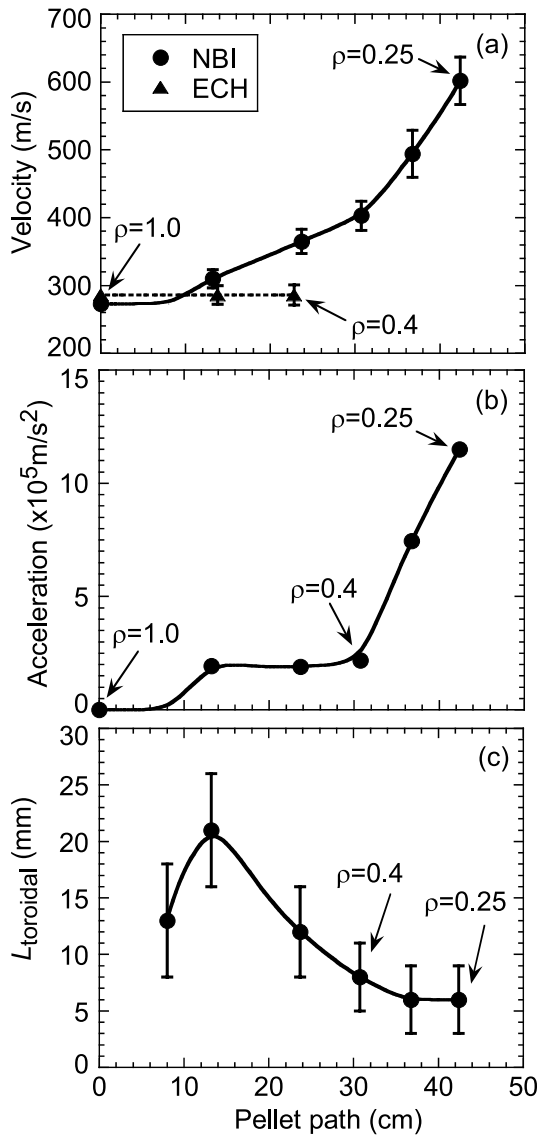 700
(a)
NBI
ECH
ρ=0.25
600
500
Velocity (m/s)
400
ρ=1.0
300
ρ=0.4
200
15
(b)
ρ=0.25
10
Acceleration (x10⁵m/s²)
5
ρ=0.4
ρ=1.0
0
30
(c)
25
20
L toroidal (mm)
15
ρ=0.4
ρ=0.25
10
5
0
0 10 20 30 40 50
Pellet path (cm)